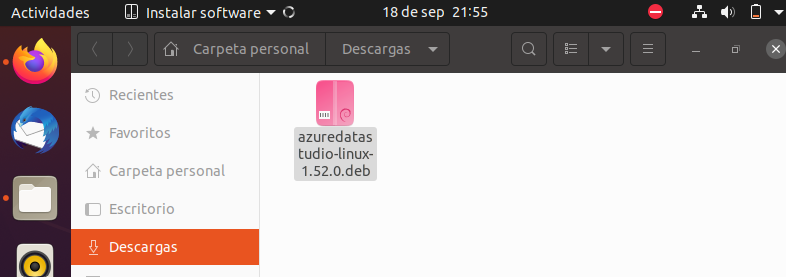 Actividades Instalar software 18 de sep 21:55
Carpeta personal Descargas
Recientes
Favoritos
Carpeta personal
Escritorio
Descargas
azuredatas
tudio-linux-
1.52.0.deb